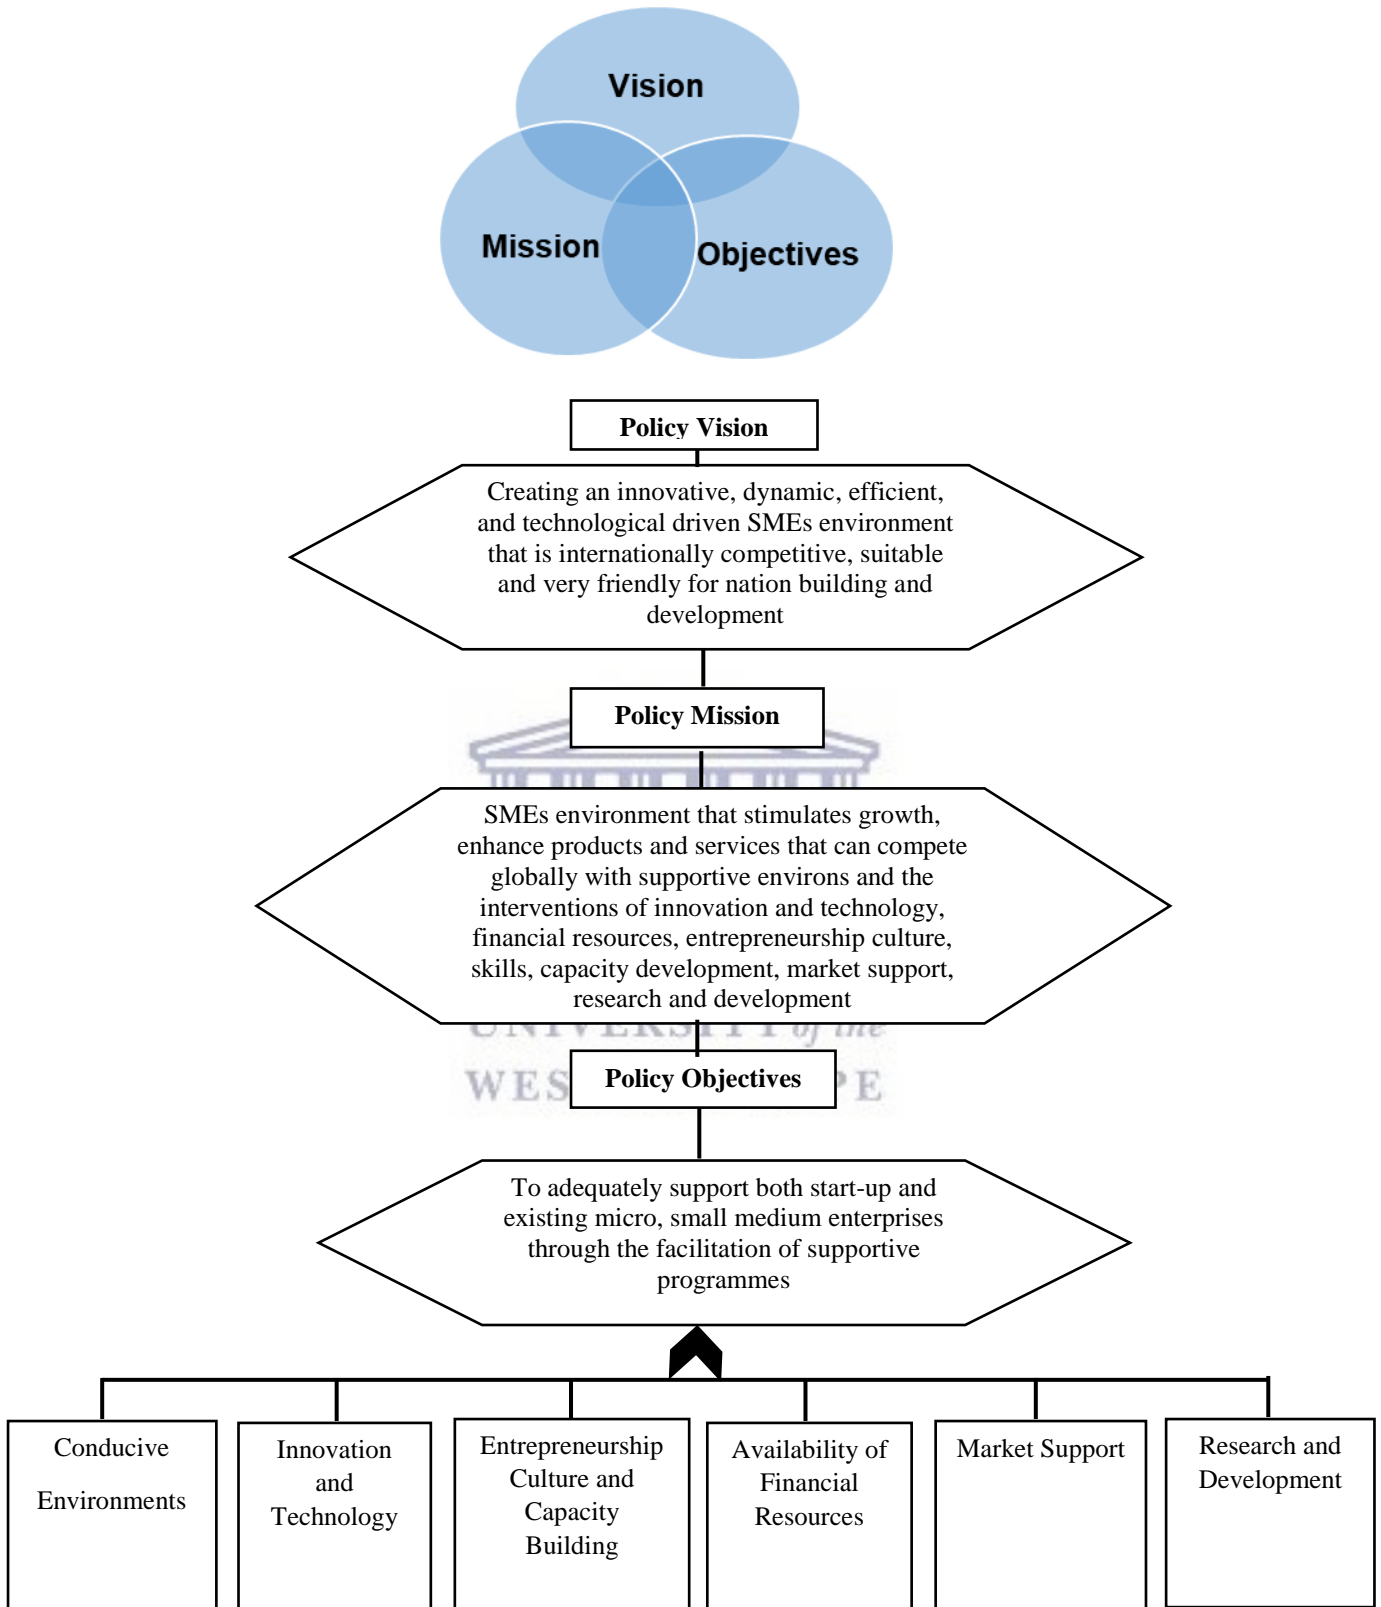 Vision
Mission
Objectives
Policy Vision
Creating an innovative, dynamic, efficient,
and technological driven SMEs environment
that is internationally competitive, suitable
and very friendly for nation building and
development
Policy Mission
SMEs environment that stimulates growth,
enhance products and services that can compete
globally with supportive environs and the
interventions of innovation and technology,
financial resources, entrepreneurship culture,
skills, capacity development, market support,
research and development
UNIVERSITY of the
Policy Objectives
To adequately support both start-up and
existing micro, small medium enterprises
through the facilitation of supportive
programmes
Conducive
Environments
Innovation
and
Technology
Entrepreneurship
Culture and
Capacity
Building
Availability of
Financial
Resources
Market Support
Research and
Development